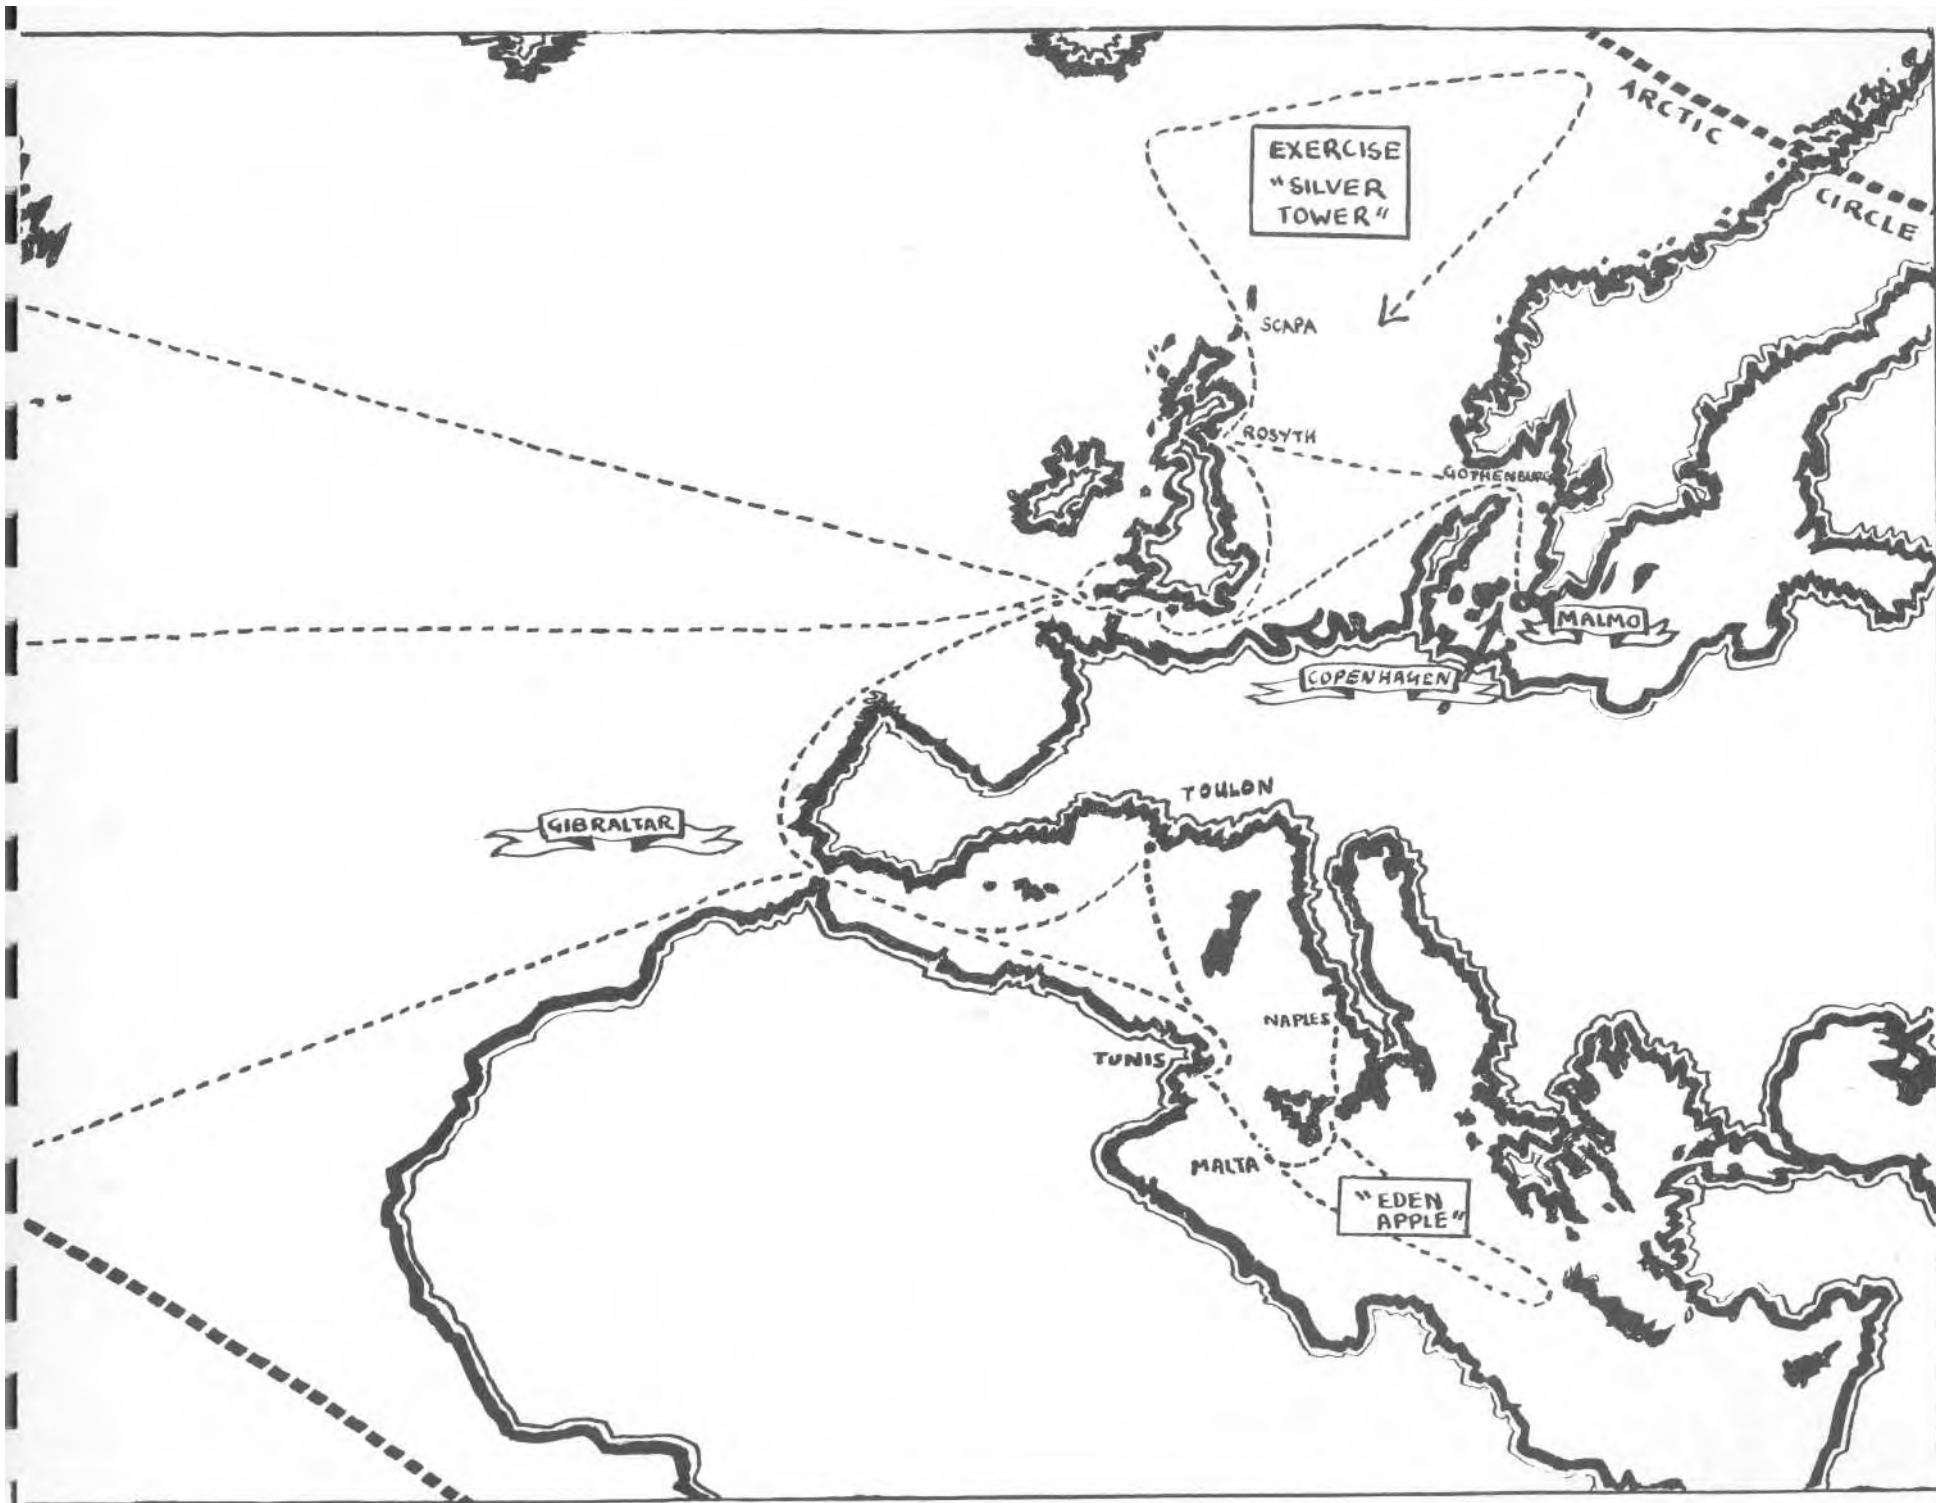 ARCTIC
CIRCLE
EXERCISE
"SILVER
TOWER"
SCAPA
ROSYTH
GOTHENBURG
MALMO
COPENHAGEN
TOULON
GIBRALTAR
NAPLES
TUNIS
MALTA
"EDEN
APPLE"